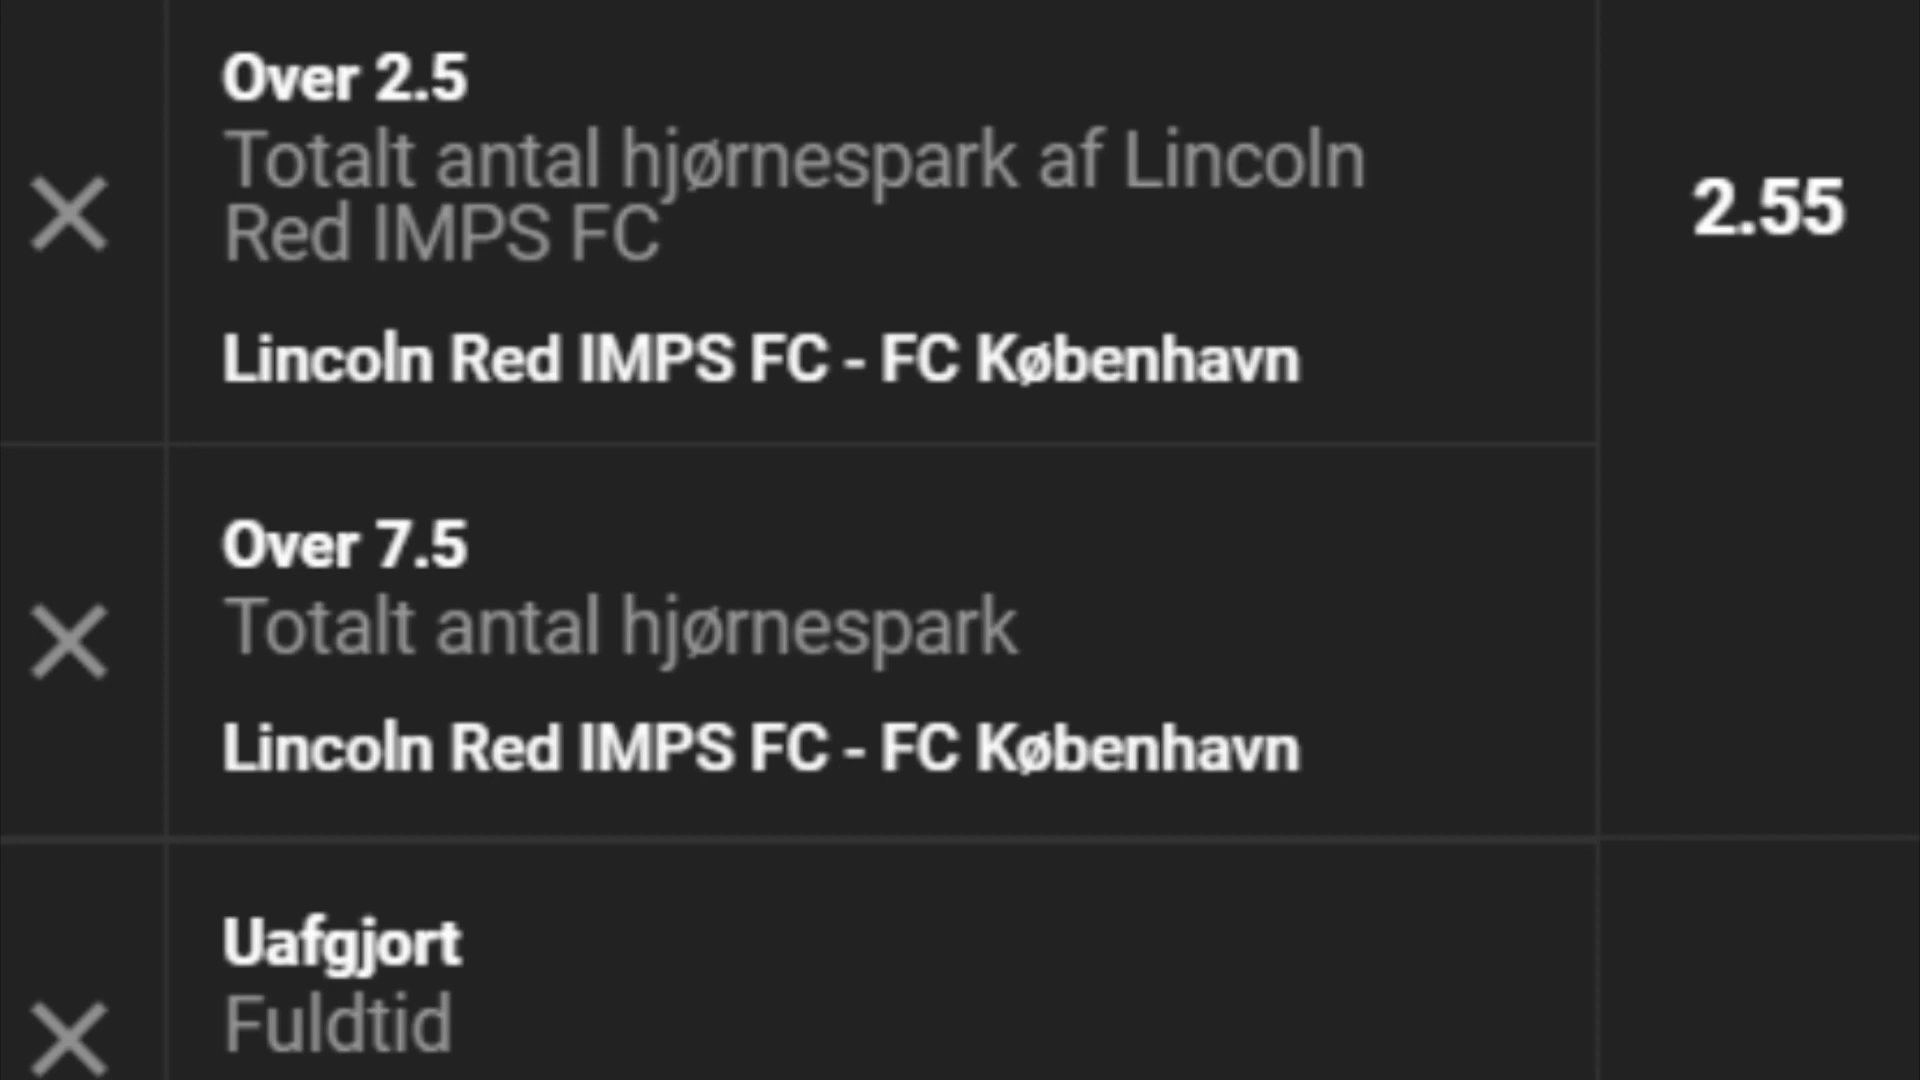 Over 2.5
Totalt antal hjørnespark af Lincoln
Red IMPS FC
2.55
Lincoln Red IMPS FC - FC København
Over 7.5
Totalt antal hjørnespark
Lincoln Red IMPS FC - FC København
Uafgjort
Fuldtid